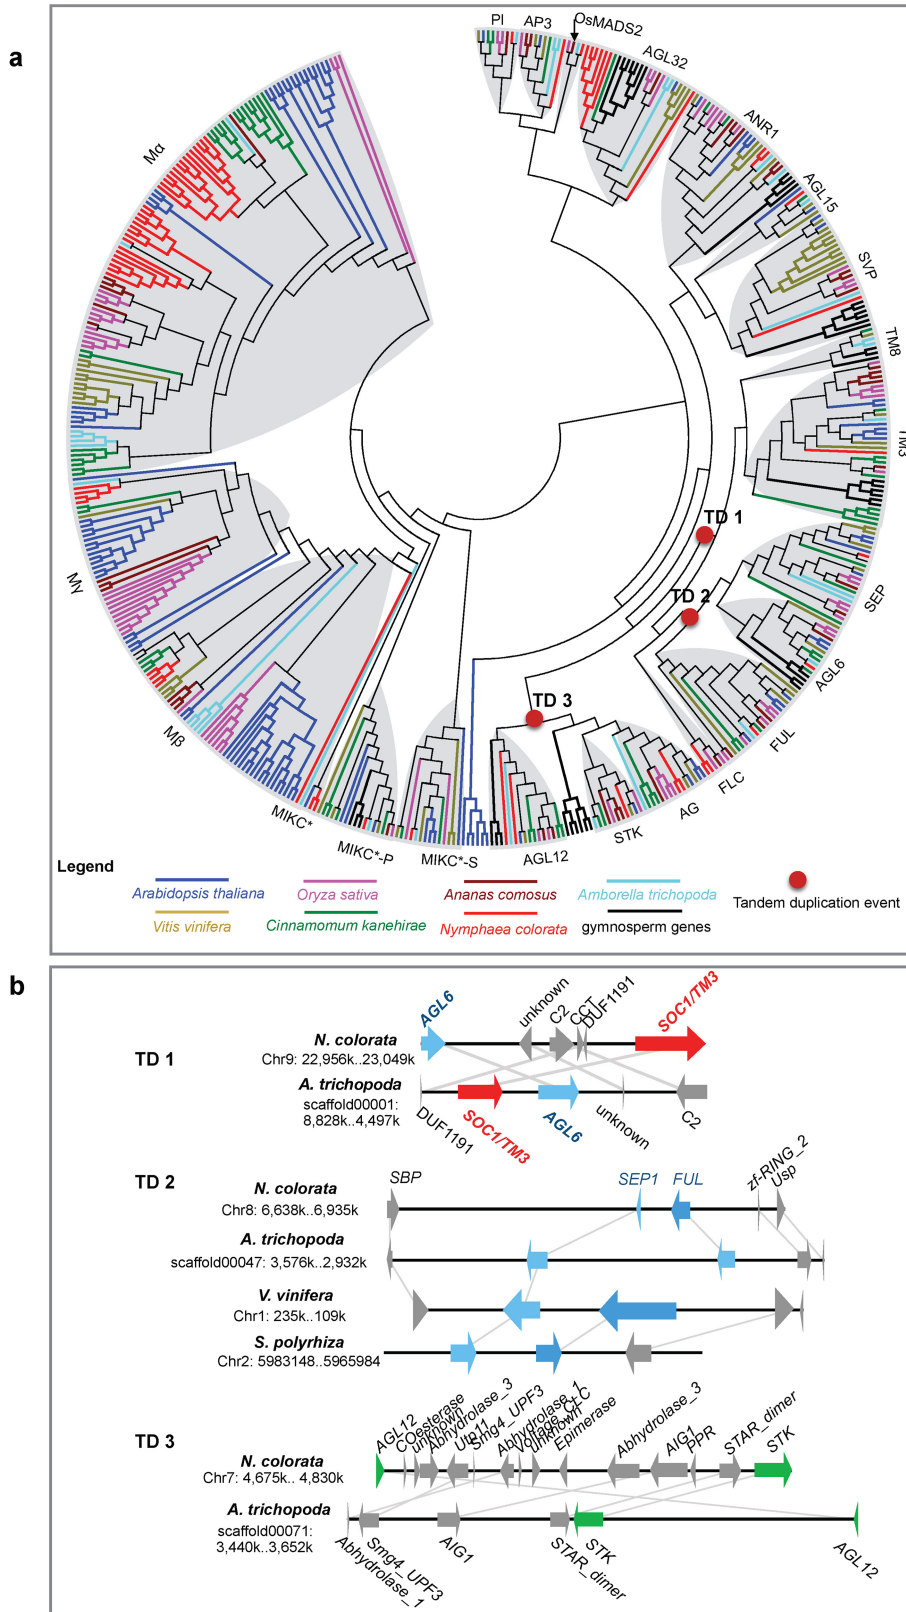 a
PI
AP3
OsMADS2
AGL32
ANR1
AGL15
SVP
TM8
TM3
SEP
AGL6
FUL
FLC
AG
STK
AGL12
MIKC*-S
MIKC*-P
MIKC*
Mβ
Mγ
Mα
TD 1
TD 2
TD 3
Legend
Arabidopsis thaliana
Oryza sativa
Ananas comosus
Amborella trichopoda
Tandem duplication event
Vitis vinifera
Cinnamomum kanehirae
Nymphaea colorata
gymnosperm genes
b
TD 1
AGL6
unknown
C2
CCT
DUF1191
SOC1/TM3
N. colorata
Chr9: 22,956k..23,049k
A. trichopoda
scaffold00001:
8,828k..4,497k
DUF1191
SOC1/TM3
AGL6
unknown
C2
TD 2
SBP
SEP1
FUL
zf-RING_2
Usp
N. colorata
Chr8: 6,638k..6,935k
A. trichopoda
scaffold00047: 3,576k..2,932k
V. vinifera
Chr1: 235k..109k
S. polyrhiza
Chr2: 5983148..5965984
TD 3
AGL12
COesterase
unknown
Abhydrolase_3
Utp11
Smg4_UPF3
Abhydrolase_1
Voltage_CLC
unknown
Epimerase
Abhydrolase_3
AIG1
PPR
STAR_dimer
STK
N. colorata
Chr7: 4,675k.. 4,830k
A. trichopoda
scaffold00071:
3,440k..3,652k
Abhydrolase_1
Smg4_UPF3
AIG1
STAR_dimer
STK
AGL12